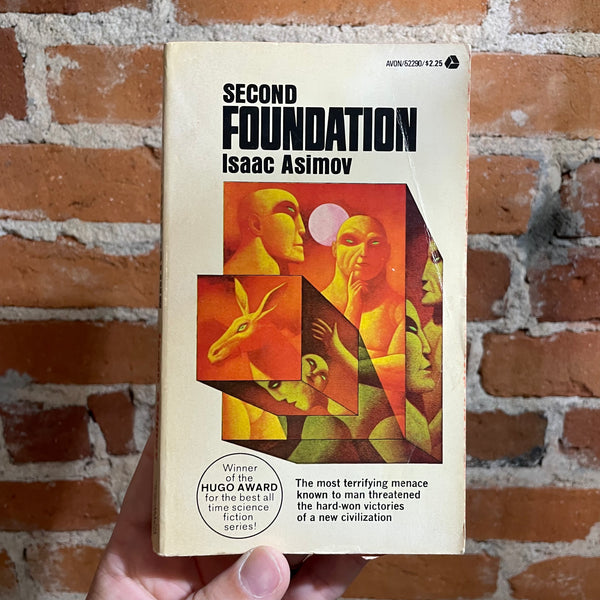 AVON/52290/$2.25
SECOND
FOUNDATION
Isaac Asimov
Winner
of the
HUGO AWARD
for the best all
time science
fiction
series!
The most terrifying menace
known to man threatened
the hard-won victories
of a new civilization